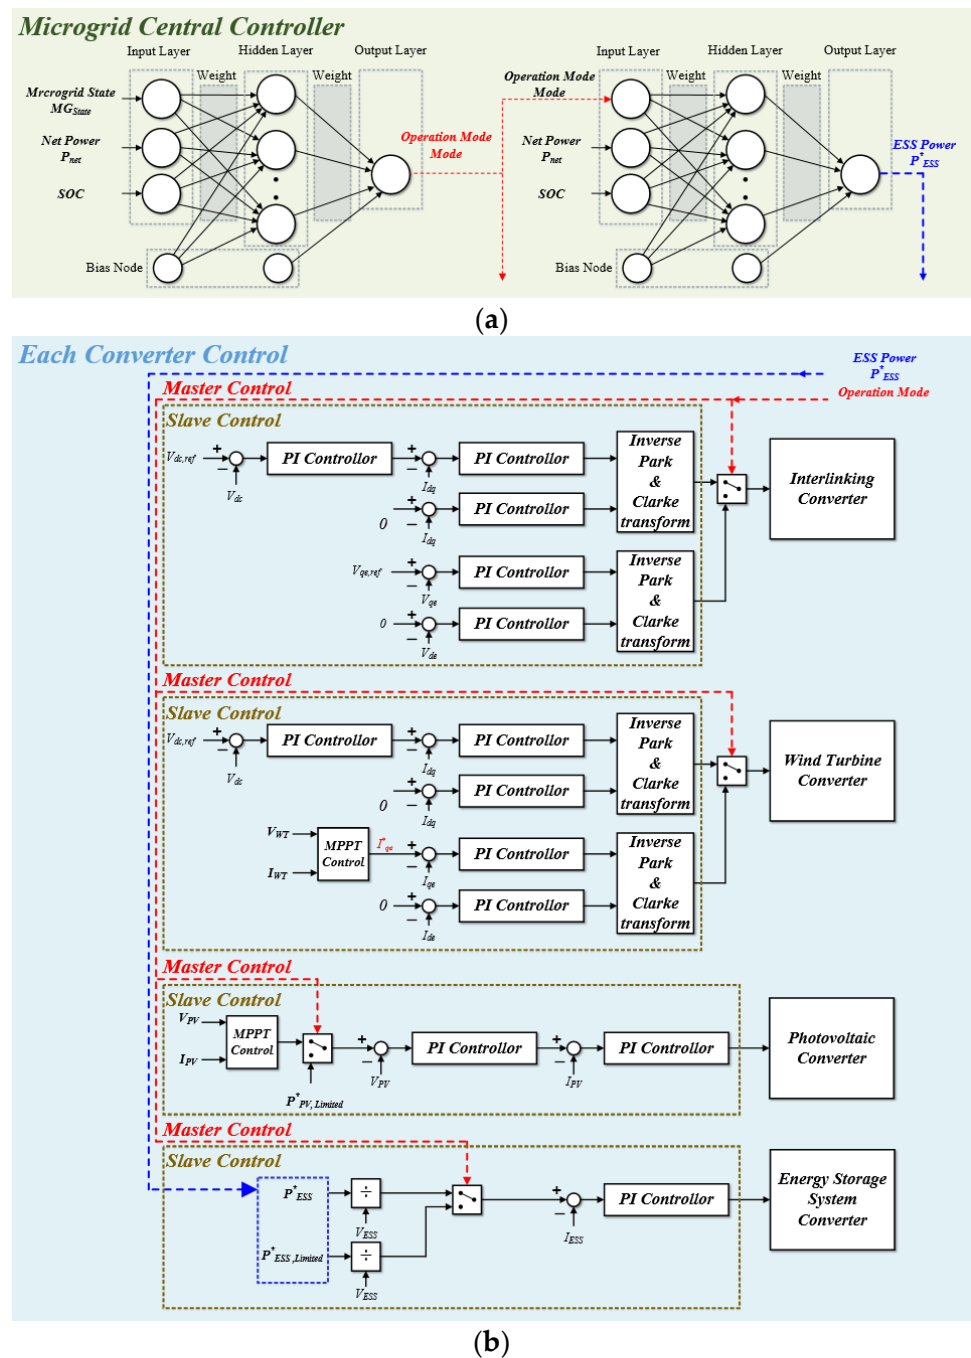 Microgrid Central Controller
Input Layer
Hidden Layer
Output Layer
Weight
Weight
Mrcrogrid State
MGState
Net Power
Pnet
SOC
Bias Node
Operation Mode
Mode
Input Layer
Hidden Layer
Output Layer
Weight
Weight
Operation Mode
Mode
Net Power
Pnet
SOC
Bias Node
ESS Power
P*ESS
(a)
Each Converter Control
ESS Power
P*ESS
Operation Mode
Master Control
Slave Control
Vdc,ref
+
−
Vdc
PI Controllor
+
−
Idq
PI Controllor
0
+
−
Idq
PI Controllor
Inverse
Park
&
Clarke
transform
Vqe,ref
+
−
Vqe
PI Controllor
0
+
−
Vde
PI Controllor
Inverse
Park
&
Clarke
transform
Interlinking
Converter
Master Control
Slave Control
Vdc,ref
+
−
Vdc
PI Controllor
+
−
Idq
PI Controllor
0
+
−
Idq
PI Controllor
Inverse
Park
&
Clarke
transform
VWT
IWT
MPPT
Control
I*qe
+
−
Iqe
PI Controllor
0
+
−
Ide
PI Controllor
Inverse
Park
&
Clarke
transform
Wind Turbine
Converter
Master Control
Slave Control
VPV
IPV
MPPT
Control
P*PV,Limited
+
−
VPV
PI Controllor
+
−
IPV
PI Controllor
Photovoltaic
Converter
Master Control
Slave Control
P*ESS
÷
VESS
P*ESS,Limited
÷
VESS
+
−
IESS
PI Controllor
Energy Storage
System
Converter
(b)